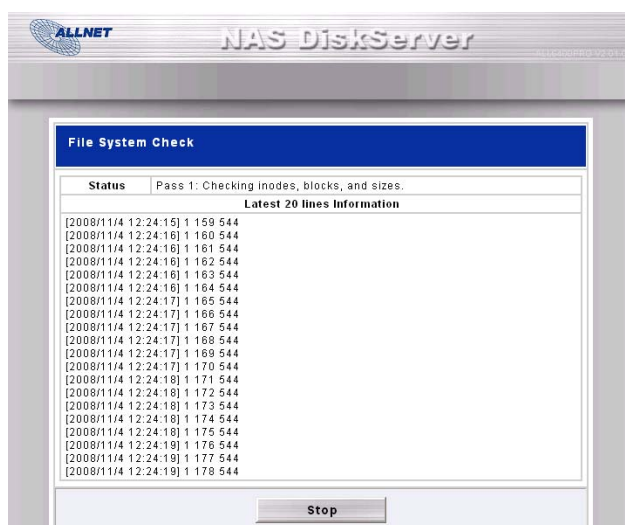 ALLNET
NAS DiskServer
File System Check
Status Pass 1: Checking inodes, blocks, and sizes.
Latest 20 lines Information
[2008/11/4 12:24:15] 1 159 544
[2008/11/4 12:24:16] 1 160 544
[2008/11/4 12:24:16] 1 161 544
[2008/11/4 12:24:16] 1 162 544
[2008/11/4 12:24:16] 1 163 544
[2008/11/4 12:24:16] 1 164 544
[2008/11/4 12:24:17] 1 165 544
[2008/11/4 12:24:17] 1 166 544
[2008/11/4 12:24:17] 1 167 544
[2008/11/4 12:24:17] 1 168 544
[2008/11/4 12:24:17] 1 169 544
[2008/11/4 12:24:17] 1 170 544
[2008/11/4 12:24:18] 1 171 544
[2008/11/4 12:24:18] 1 172 544
[2008/11/4 12:24:18] 1 173 544
[2008/11/4 12:24:18] 1 174 544
[2008/11/4 12:24:18] 1 175 544
[2008/11/4 12:24:19] 1 176 544
[2008/11/4 12:24:19] 1 177 544
[2008/11/4 12:24:19] 1 178 544
Stop